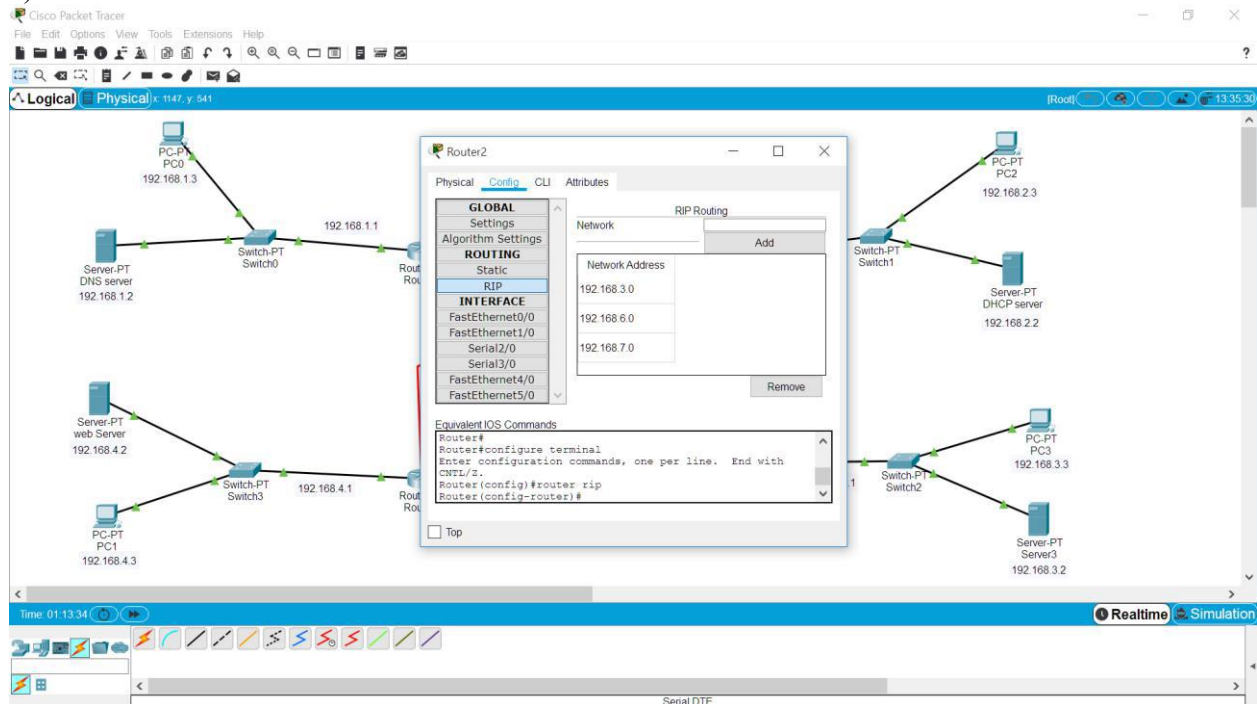 Cisco Packet Tracer
File Edit Options View Tools Extensions Help
?
Logical Physical x: 1147, y: 541 [Root] 13:35:30
PC-PT
PC0
192.168.1.3
192.168.1.1
Server-PT
DNS server
192.168.1.2
Switch-PT
Switch0
Rout
Rou
Server-PT
web Server
192.168.4.2
Switch-PT
Switch3
192.168.4.1
Rout
Rou
PC-PT
PC1
192.168.4.3
Router2
Physical Config CLI Attributes
GLOBAL
Settings
Algorithm Settings
ROUTING
Static
RIP
INTERFACE
FastEthernet0/0
FastEthernet1/0
Serial2/0
Serial3/0
FastEthernet4/0
FastEthernet5/0
RIP Routing
Network
Add
Network Address
192.168.3.0
192.168.6.0
192.168.7.0
Remove
Equivalent IOS Commands
Router#
Router#configure terminal
Enter configuration commands, one per line. End with
CNTL/Z.
Router(config)#router rip
Router(config-router)#
Top
PC-PT
PC2
192.168.2.3
Switch-PT
Switch1
Server-PT
DHCP server
192.168.2.2
PC-PT
PC3
192.168.3.3
.1
Switch-PT
Switch2
Server-PT
Server3
192.168.3.2
Time: 01:13:34
Realtime Simulation
Serial DTE